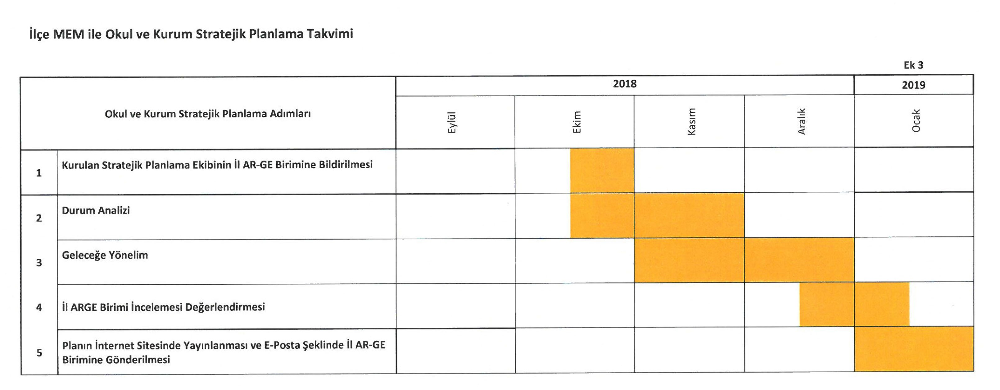 İlçe MEM ile Okul ve Kurum Stratejik Planlama Takvimi
Ek 3
Okul ve Kurum Stratejik Planlama Adımları
2018
2019
Eylül
Ekim
Kasım
Aralık
Ocak
1
Kurulan Stratejik Planlama Ekibinin İl AR-GE Birimine Bildirilmesi
2
Durum Analizi
3
Geleceğe Yönelim
4
İl ARGE Birimi İncelemesi Değerlendirmesi
5
Planın İnternet Sitesinde Yayınlanması ve E-Posta Şeklinde İl AR-GE
Birimine Gönderilmesi